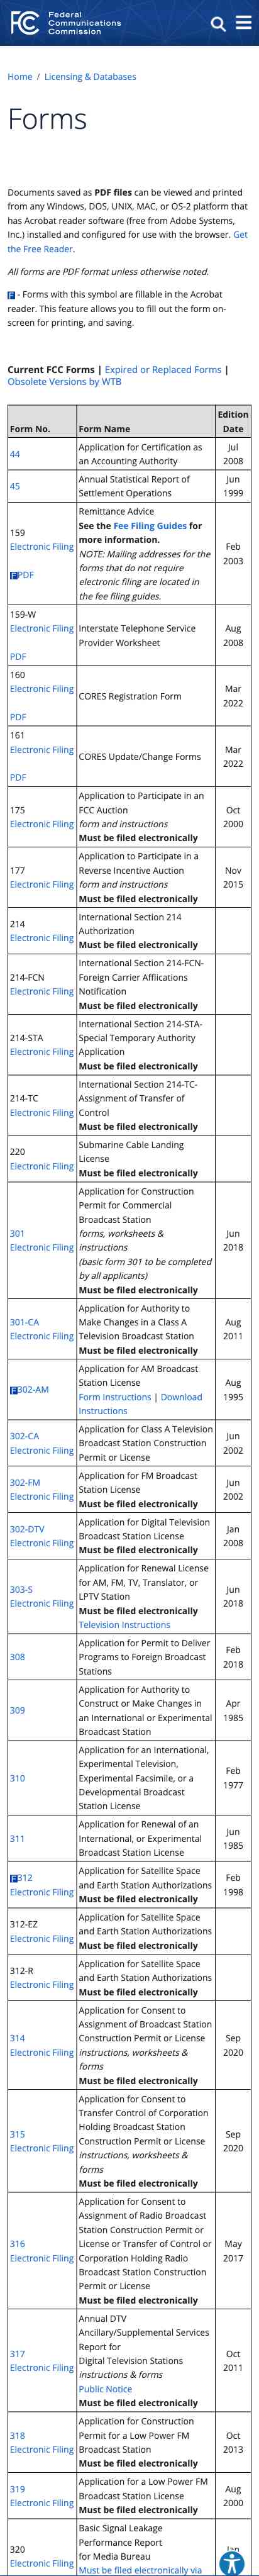 FCC
Federal
Communications
Commission
Home / Licensing & Databases
Forms
Documents saved as PDF files can be viewed and printed
from any Windows, DOS, UNIX, MAC, or OS-2 platform that
has Acrobat reader software (free from Adobe Systems,
Inc.) installed and configured for use with the browser. Get
the Free Reader.
All forms are PDF format unless otherwise noted.
F - Forms with this symbol are fillable in the Acrobat
reader. This feature allows you to fill out the form on-
screen for printing, and saving.
Current FCC Forms | Expired or Replaced Forms |
Obsolete Versions by WTB
Form No. Form Name Edition
Date
44
Application for Certification as
an Accounting Authority
Jul
2008
45
Annual Statistical Report of
Settlement Operations
Jun
1999
159
Electronic Filing
FPDF
Remittance Advice
See the Fee Filing Guides for
more information.
NOTE: Mailing addresses for the
forms that do not require
electronic filing are located in
the fee filing guides.
Feb
2003
159-W
Electronic Filing
PDF
Interstate Telephone Service
Provider Worksheet
Aug
2008
160
Electronic Filing
PDF
CORES Registration Form
Mar
2022
161
Electronic Filing
PDF
CORES Update/Change Forms
Mar
2022
175
Electronic Filing
Application to Participate in an
FCC Auction
form and instructions
Must be filed electronically
Oct
2000
177
Electronic Filing
Application to Participate in a
Reverse Incentive Auction
form and instructions
Must be filed electronically
Nov
2015
214
Electronic Filing
International Section 214
Authorization
Must be filed electronically
214-FCN
Electronic Filing
International Section 214-FCN-
Foreign Carrier Afflications
Notification
Must be filed electronically
214-STA
Electronic Filing
International Section 214-STA-
Special Temporary Authority
Application
Must be filed electronically
214-TC
Electronic Filing
International Section 214-TC-
Assignment of Transfer of
Control
Must be filed electronically
220
Electronic Filing
Submarine Cable Landing
License
Must be filed electronically
301
Electronic Filing
Application for Construction
Permit for Commercial
Broadcast Station
forms, worksheets &
instructions
(basic form 301 to be completed
by all applicants)
Must be filed electronically
Jun
2018
301-CA
Electronic Filing
Application for Authority to
Make Changes in a Class A
Television Broadcast Station
Must be filed electronically
Aug
2011
F302-AM
Application for AM Broadcast
Station License
Form Instructions | Download
Instructions
Aug
1995
302-CA
Electronic Filing
Application for Class A Television
Broadcast Station Construction
Permit or License
Jun
2002
302-FM
Electronic Filing
Application for FM Broadcast
Station License
Must be filed electronically
Jun
2002
302-DTV
Electronic Filing
Application for Digital Television
Broadcast Station License
Must be filed electronically
Jan
2008
303-S
Electronic Filing
Application for Renewal License
for AM, FM, TV, Translator, or
LPTV Station
Must be filed electronically
Television Instructions
Jun
2018
308
Application for Permit to Deliver
Programs to Foreign Broadcast
Stations
Feb
2018
309
Application for Authority to
Construct or Make Changes in
an International or Experimental
Broadcast Station
Apr
1985
310
Application for an International,
Experimental Television,
Experimental Facsimile, or a
Developmental Broadcast
Station License
Feb
1977
311
Application for Renewal of an
International, or Experimental
Broadcast Station License
Jun
1985
F312
Electronic Filing
Application for Satellite Space
and Earth Station Authorizations
Must be filed electronically
Feb
1998
312-EZ
Electronic Filing
Application for Satellite Space
and Earth Station Authorizations
Must be filed electronically
312-R
Electronic Filing
Application for Satellite Space
and Earth Station Authorizations
Must be filed electronically
314
Electronic Filing
Application for Consent to
Assignment of Broadcast Station
Construction Permit or License
instructions, worksheets &
forms
Must be filed electronically
Sep
2020
315
Electronic Filing
Application for Consent to
Transfer Control of Corporation
Holding Broadcast Station
Construction Permit or License
instructions, worksheets &
forms
Must be filed electronically
Sep
2020
316
Electronic Filing
Application for Consent to
Assignment of Radio Broadcast
Station Construction Permit or
License or Transfer of Control or
Corporation Holding Radio
Broadcast Station Construction
Permit or License
Must be filed electronically
May
2017
317
Electronic Filing
Annual DTV
Ancillary/Supplemental Services
Report for
Digital Television Stations
instructions & forms
Public Notice
Must be filed electronically
Oct
2011
318
Electronic Filing
Application for Construction
Permit for a Low Power FM
Broadcast Station
Must be filed electronically
Oct
2013
319
Electronic Filing
Application for a Low Power FM
Broadcast Station License
Must be filed electronically
Aug
2000
320
Electronic Filing
Basic Signal Leakage
Performance Report
for Media Bureau
Must be filed electronically via